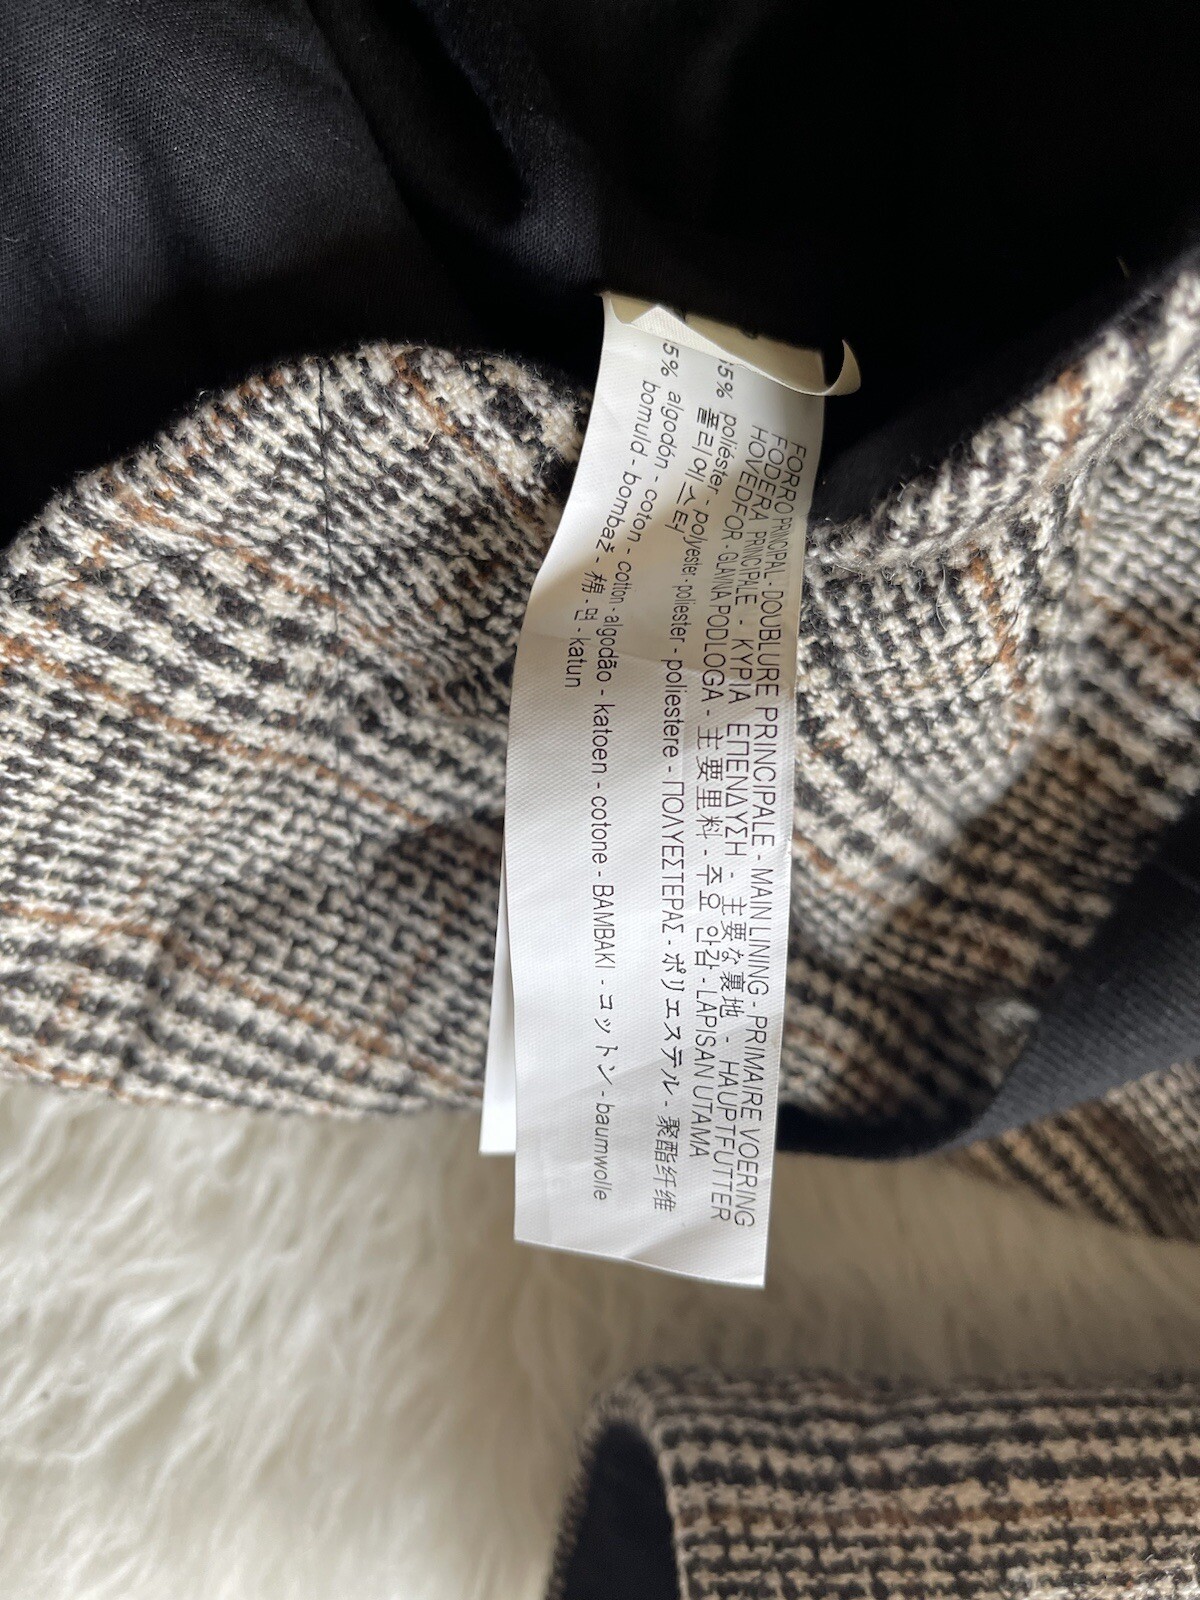 FORRO PRINCIPAL - DOUBLURE PRINCIPALE - MAIN LINING - PRIMAIRE VOERING
FODERA PRINCIPALE - ΚΥΡΙΑ ΕΠΕΝΔΥΣΗ - 主要な裏地 - HAUPTFUTTER
HOVEDFOR - GLAVNA PODLOGA - 主要里料 - 주요 안감 - LAPISAN UTAMA
5% poliéster - polyester - poliester - poliestere - ΠΟΛΥΕΣΤΕΡΑΣ - ポリエステル - 聚酯纤维
폴리에스터
5% algodón - coton - cotton - algodão - katoen - cotone - BAMBAKI - コットン - baumwolle
bomuld - bombaž - 棉 - 면 - katun